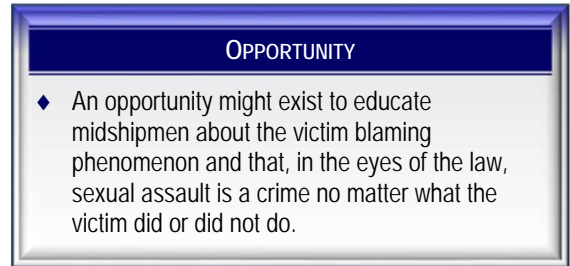 OPPORTUNITY
♦ An opportunity might exist to educate
midshipmen about the victim blaming
phenomenon and that, in the eyes of the law,
sexual assault is a crime no matter what the
victim did or did not do.